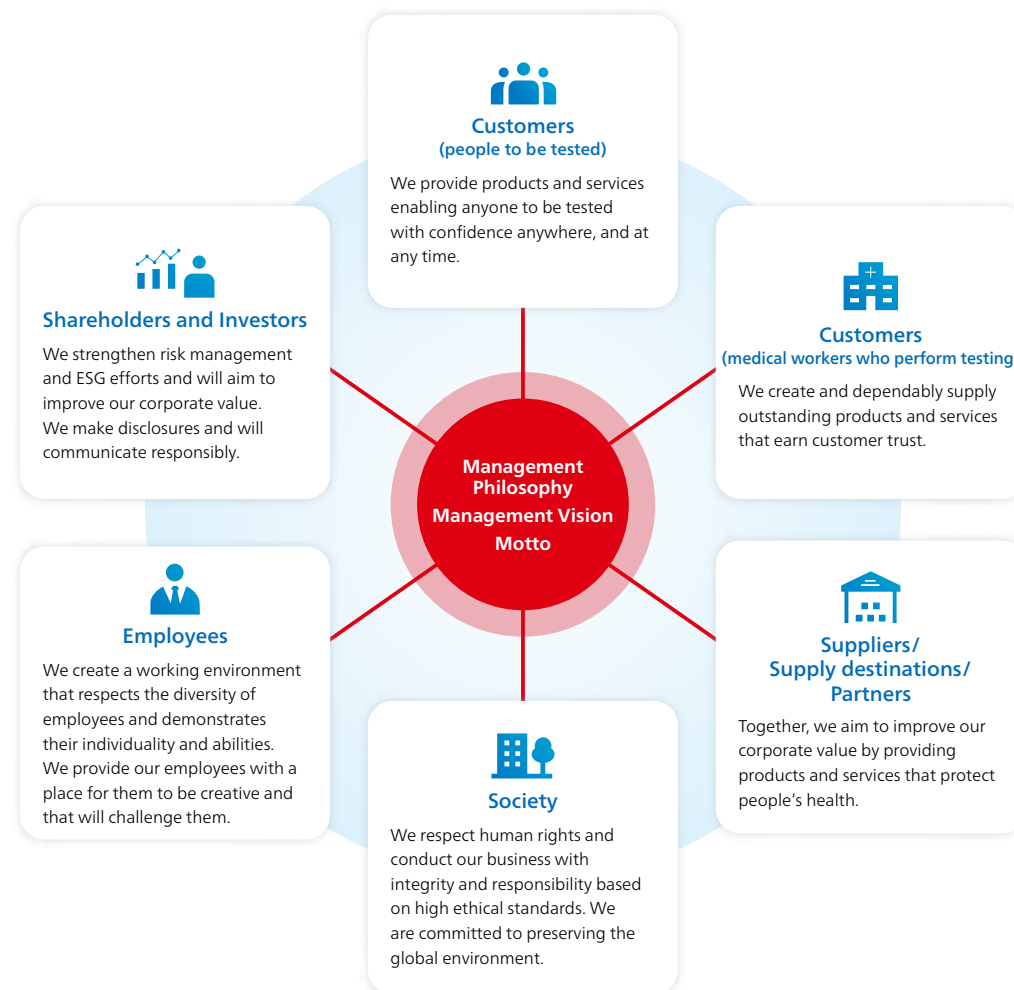 Customers
(people to be tested)
We provide products and services
enabling anyone to be tested
with confidence anywhere, and at
any time.
Shareholders and Investors
We strengthen risk management
and ESG efforts and will aim to
improve our corporate value.
We make disclosures and will
communicate responsibly.
Customers
(medical workers who perform testing
We create and dependably supply
outstanding products and services
that earn customer trust.
Management
Philosophy
Management Vision
Motto
Employees
We create a working environment
that respects the diversity of
employees and demonstrates
their individuality and abilities.
We provide our employees with a
place for them to be creative and
that will challenge them.
Suppliers/
Supply destinations/
Partners
Together, we aim to improve our
corporate value by providing
products and services that protect
people’s health.
Society
We respect human rights and
conduct our business with
integrity and responsibility based
on high ethical standards. We
are committed to preserving the
global environment.